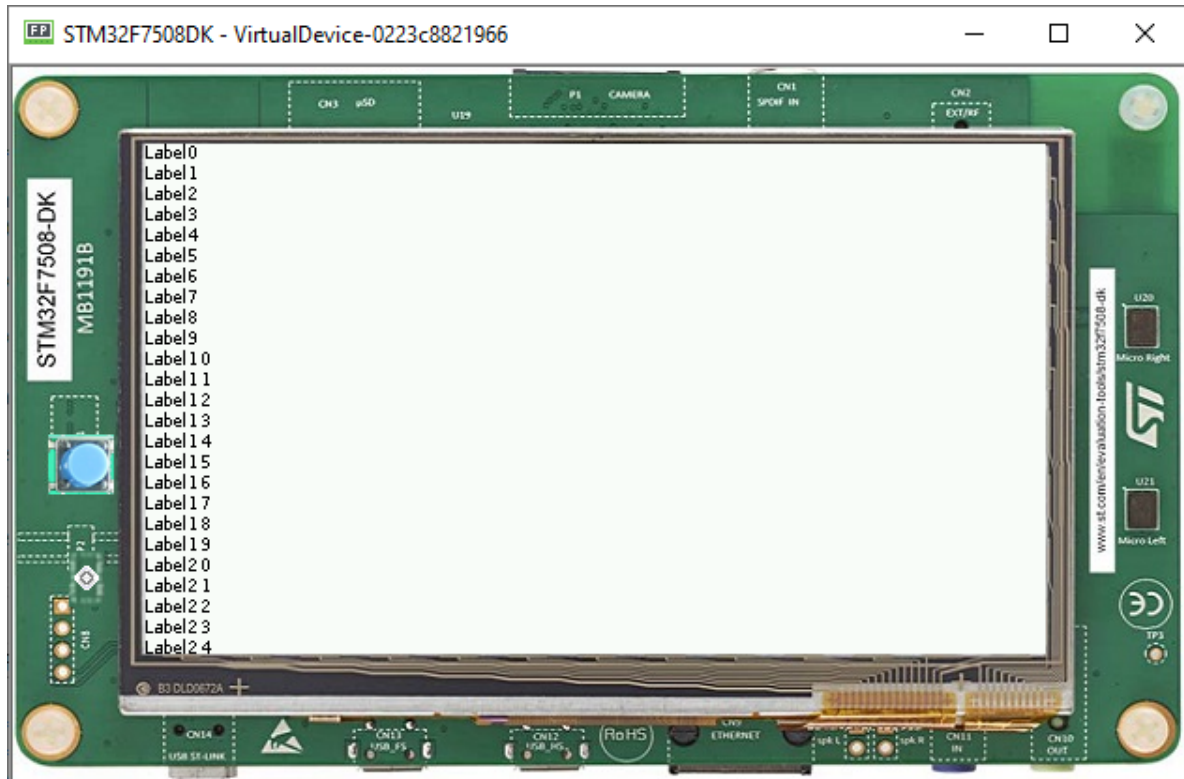 STM32F7508DK - VirtualDevice-0223c8821966
CN3 µSD
U19
P1 CAMERA
CN1
SPDIF IN
CN2
EXT/RF
STM32F7508-DK
MB1191B
Label0
Label1
Label2
Label3
Label4
Label5
Label6
Label7
Label8
Label9
Label10
Label11
Label12
Label13
Label14
Label15
Label16
Label17
Label18
Label19
Label20
Label21
Label22
Label23
Label24
www.st.com/en/evaluation-tools/stm32f7508-dk
U20
Micro Right
ST
U21
Micro Left
CE
TP3
P2
CN8
B3 DLD0672A
CN14
USB ST-LINK
CN13
USB_FS
CN12
USB_HS
RoHS
CN9
ETHERNET
spk L
spk R
CN11
IN
CN10
OUT